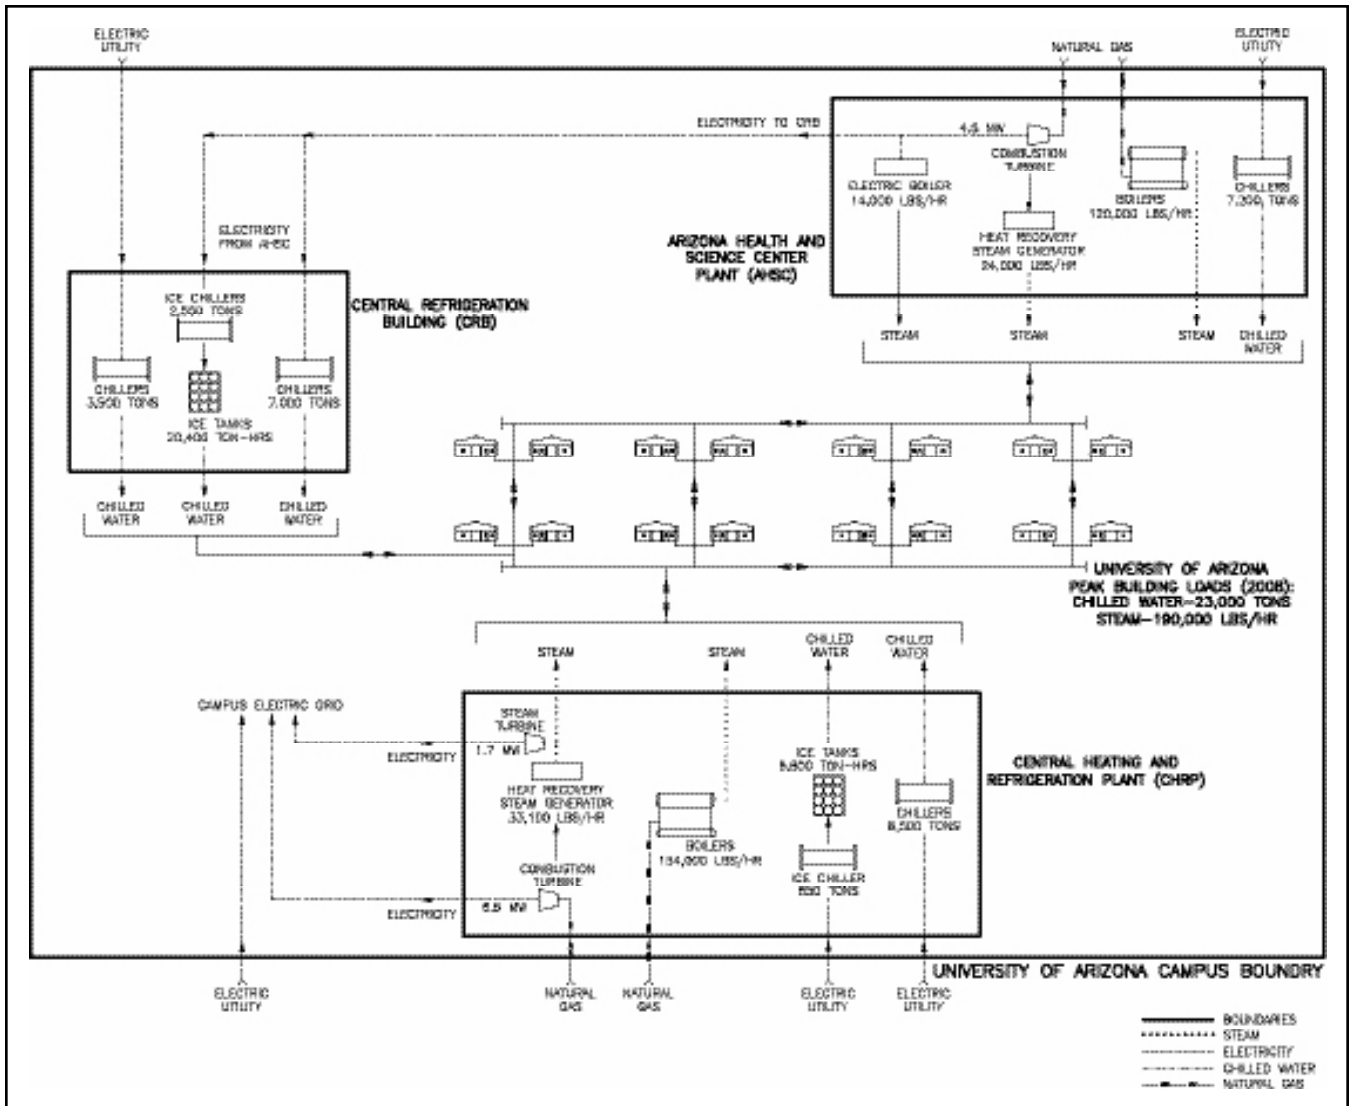 ELECTRIC
UTILITY
NATURAL GAS
ELECTRIC
UTILITY
ELECTRICITY TO CRB
4.5 MW
COMBUSTION
TURBINE
ELECTRIC BOILER
14,000 LBS/HR
BOILERS
120,000 LBS/HR
CHILLERS
7,200 TONS
HEAT RECOVERY
STEAM GENERATOR
24,000 LBS/HR
ARIZONA HEALTH AND
SCIENCE CENTER
PLANT (AHSC)
ELECTRICITY
FROM AHSC
STEAM
STEAM
STEAM
CHILLED
WATER
ICE CHILLERS
2,500 TONS
CENTRAL REFRIGERATION
BUILDING (CRB)
CHILLERS
3,500 TONS
CHILLERS
7,000 TONS
ICE TANKS
20,400 TON-HRS
CHILLED
WATER
CHILLED
WATER
CHILLED
WATER
UNIVERSITY OF ARIZONA
PEAK BUILDING LOADS (2008):
CHILLED WATER-23,000 TONS
STEAM-190,000 LBS/HR
STEAM
STEAM
CHILLED
WATER
CHILLED
WATER
CAMPUS ELECTRIC GRID
STEAM
TURBINE
1.7 MW
ELECTRICITY
HEAT RECOVERY
STEAM GENERATOR
33,100 LBS/HR
ICE TANKS
TON-HRS
CENTRAL HEATING AND
REFRIGERATION PLANT (CHRP)
CHILLERS
TONS
BOILERS
LBS/HR
COMBUSTION
TURBINE
ICE CHILLER
TONS
ELECTRICITY
MW
UNIVERSITY OF ARIZONA CAMPUS BOUNDRY
ELECTRIC
UTILITY
NATURAL
GAS
NATURAL
GAS
ELECTRIC
UTILITY
ELECTRIC
UTILITY
BOUNDARIES
STEAM
ELECTRICITY
CHILLED WATER
NATURAL GAS